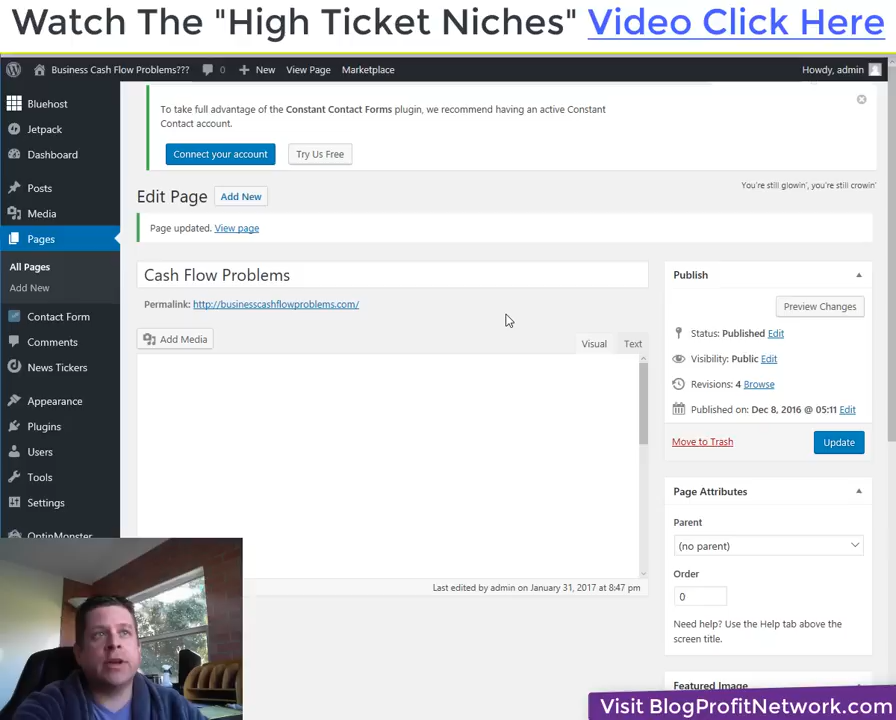 Watch The "High Ticket Niches" Video Click Here
Business Cash Flow Problems??? 0 New View Page Marketplace Howdy, admin
Bluehost
Jetpack
Dashboard
Posts
Media
Pages
All Pages
Add New
Contact Form
Comments
News Tickers
Appearance
Plugins
Users
Tools
Settings
OptinMonster
To take full advantage of the Constant Contact Forms plugin, we recommend having an active Constant
Contact account.
Connect your account Try Us Free
You're still glowin', you're still crowin'
Edit Page Add New
Page updated. View page
Cash Flow Problems
Permalink: http://businesscashflowproblems.com/
Add Media
Visual Text
Last edited by admin on January 31, 2017 at 8:47 pm
Publish
Preview Changes
Status: Published Edit
Visibility: Public Edit
Revisions: 4 Browse
Published on: Dec 8, 2016 @ 05:11 Edit
Move to Trash Update
Page Attributes
Parent
(no parent)
Order
0
Need help? Use the Help tab above the
screen title.
Featured Image
Visit BlogProfitNetwork.com